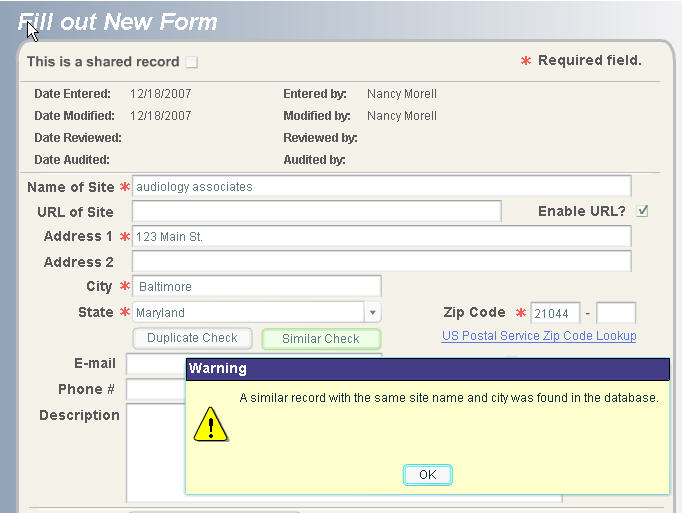 Fill out New Form
This is a shared record
* Required field.
Date Entered: 12/18/2007 Entered by: Nancy Morell
Date Modified: 12/18/2007 Modified by: Nancy Morell
Date Reviewed: Reviewed by:
Date Audited: Audited by:
Name of Site * audiology associates
URL of Site Enable URL?
Address 1 * 123 Main St.
Address 2
City * Baltimore
State * Maryland Zip Code * 21044 -
Duplicate Check Similar Check US Postal Service Zip Code Lookup
E-mail
Warning
Phone #
A similar record with the same site name and city was found in the database.
Description
OK